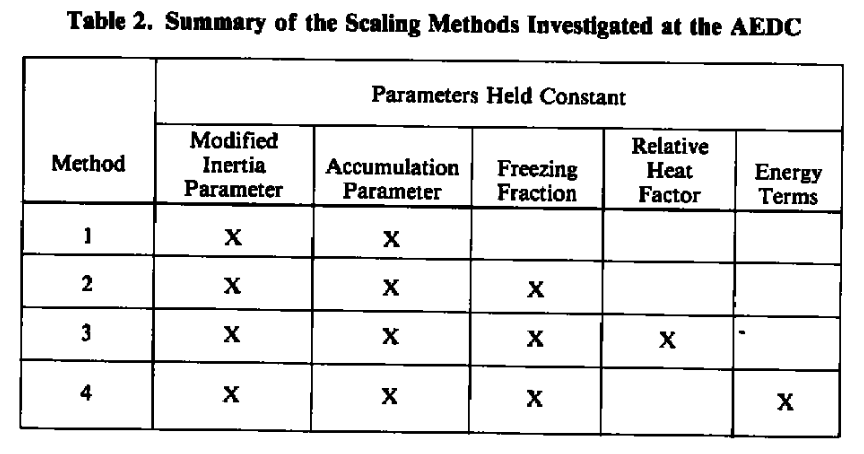 Table 2. Summary of the Scaling Methods Investigated at the AEDC
Parameters Held Constant
Method
Modified
Inertia
Parameter
Accumulation
Parameter
Freezing
Fraction
Relative
Heat
Factor
Energy
Terms
1 X X
2 X X X
3 X X X X
4 X X X X